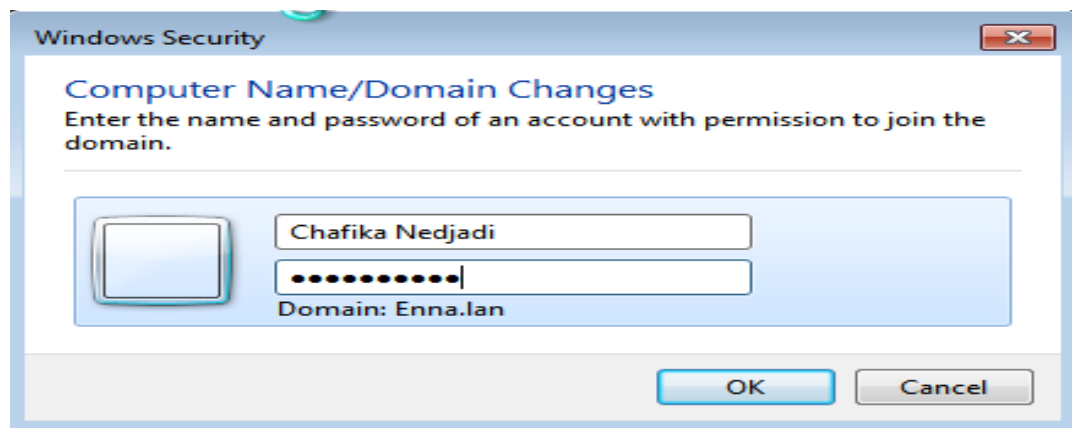 Windows Security
Computer Name/Domain Changes
Enter the name and password of an account with permission to join the
domain.
Chafika Nedjadi
●●●●●●●●●●
Domain: Enna.lan
OK
Cancel